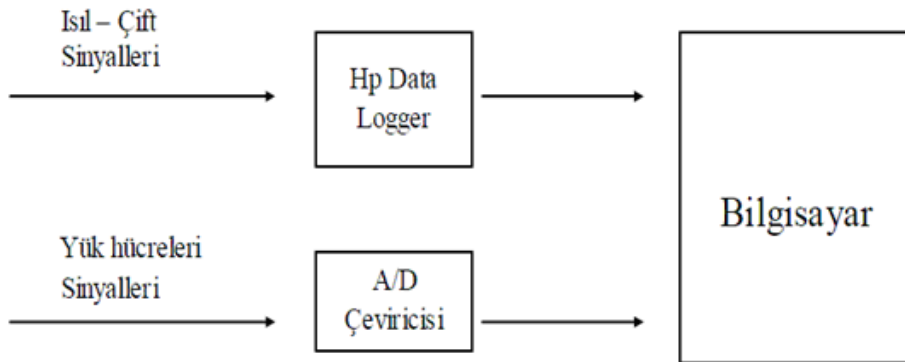 Isıl – Çift
Sinyalleri
Hp Data
Logger
Bilgisayar
Yük hücreleri
Sinyalleri
A/D
Çeviricisi